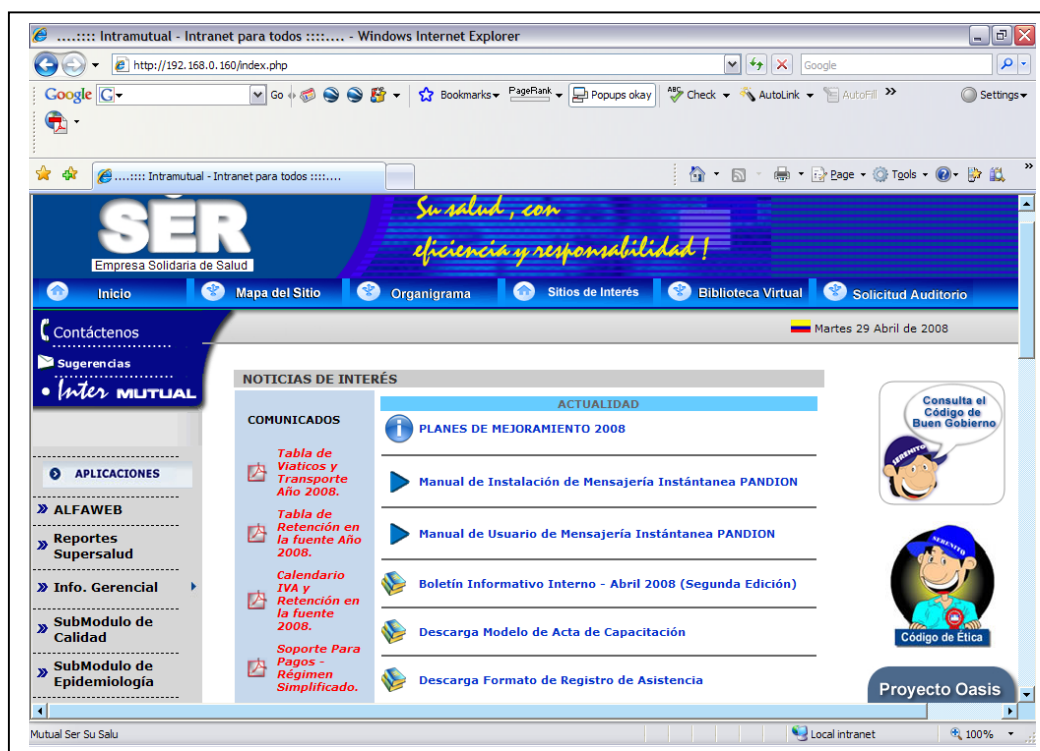 ....:::: Intramutual - Intranet para todos ::::.... - Windows Internet Explorer
http://192.168.0.160/index.php
Google
Google G
Go
Bookmarks
PageRank
Popups okay
ABC Check
AutoLink
AutoFill
Settings
....:::: Intramutual - Intranet para todos ::::....
Page
Tools
SER
Empresa Solidaria de Salud
Su salud, con
eficiencia y responsabilidad !
Inicio
Mapa del Sitio
Organigrama
Sitios de Interés
Biblioteca Virtual
Solicitud Auditorio
Contáctenos
Sugerencias
Inter MUTUAL
Martes 29 Abril de 2008
APLICACIONES
ALFAWEB
Reportes
Supersalud
Info. Gerencial
SubModulo de
Calidad
SubModulo de
Epidemiología
NOTICIAS DE INTERÉS
COMUNICADOS
Tabla de
Viaticos y
Transporte
Año 2008.
Tabla de
Retención en
la fuente Año
2008.
Calendario
IVA y
Retención en
la fuente
2008.
Soporte Para
Pagos -
Régimen
Simplificado.
ACTUALIDAD
PLANES DE MEJORAMIENTO 2008
Manual de Instalación de Mensajería Instántanea PANDION
Manual de Usuario de Mensajería Instántanea PANDION
Boletín Informativo Interno - Abril 2008 (Segunda Edición)
Descarga Modelo de Acta de Capacitación
Descarga Formato de Registro de Asistencia
Consulta el
Código de
Buen Gobierno
SERENITO
SERENITO
Código de Ética
Proyecto Oasis
Mutual Ser Su Salu
Local intranet
100%